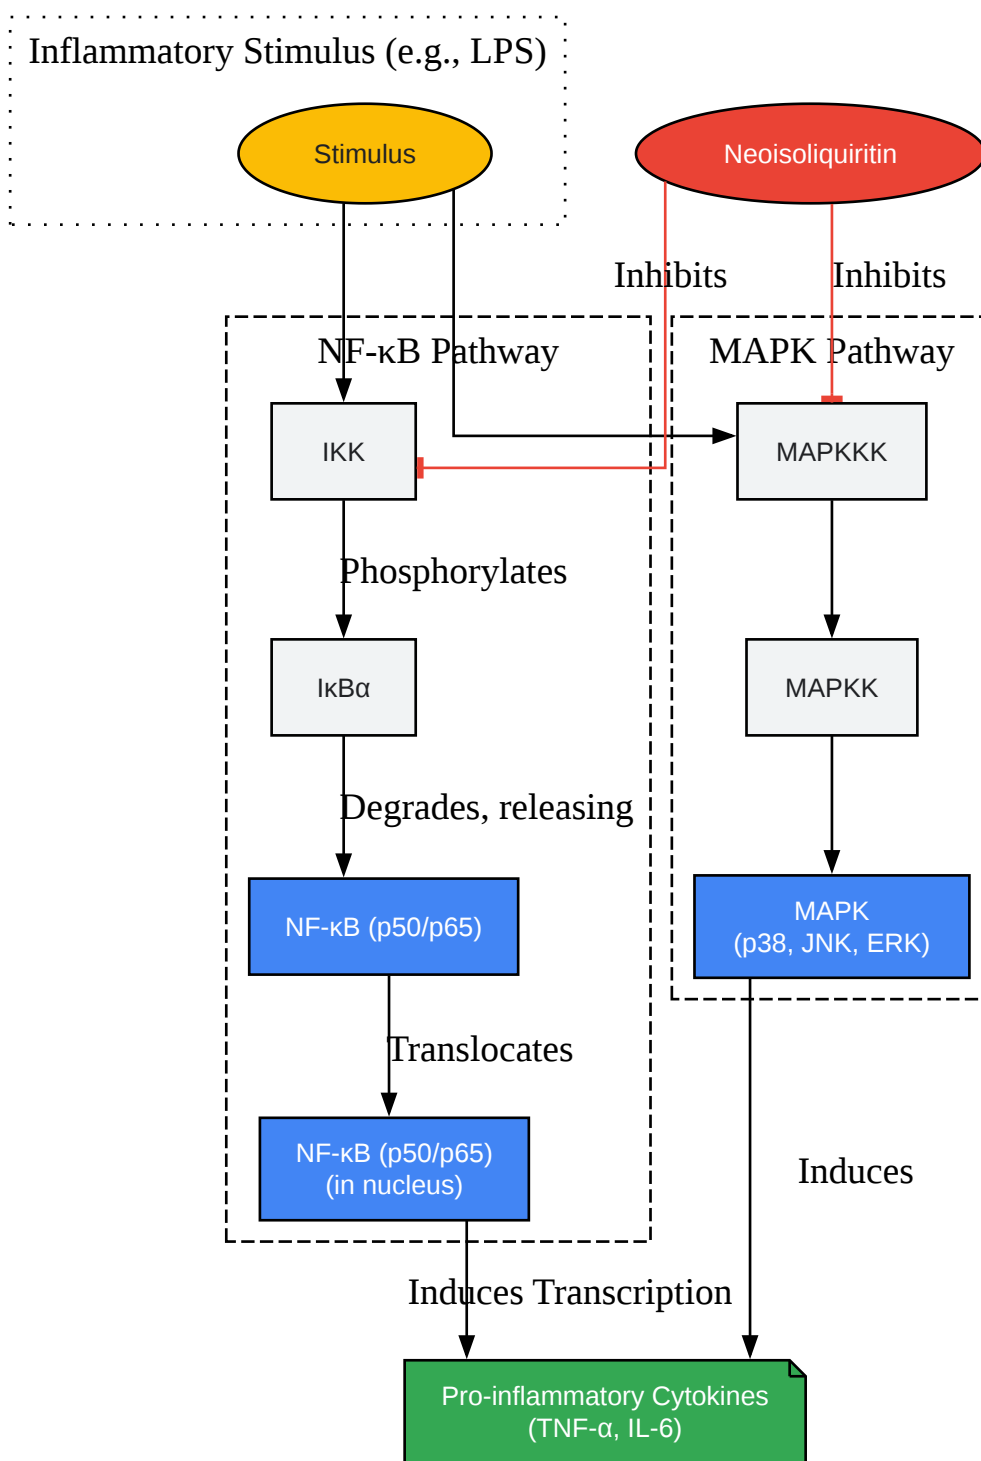 Inflammatory Stimulus (e.g., LPS)
Stimulus
Neoisoliquiritin
Inhibits
Inhibits
NF-κB Pathway
MAPK Pathway
IKK
MAPKKK
Phosphorylates
IκBα
MAPKK
Degrades, releasing
NF-κB (p50/p65)
MAPK
(p38, JNK, ERK)
Translocates
NF-κB (p50/p65)
(in nucleus)
Induces
Induces Transcription
Pro-inflammatory Cytokines
(TNF-α, IL-6)